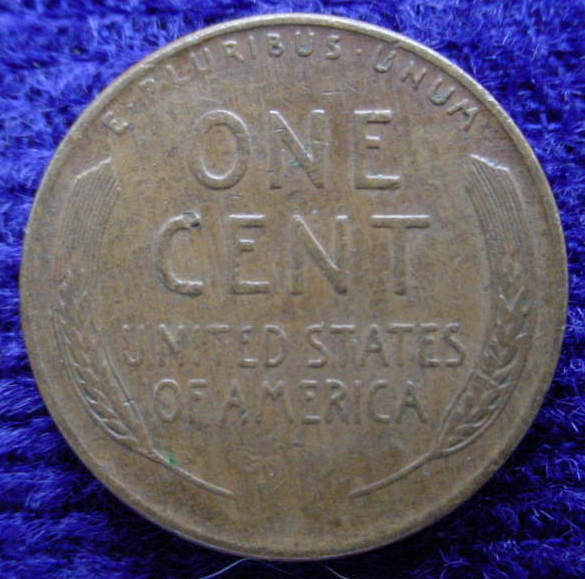 E·PLURIBUS·UNUM
ONE
CENT
UNITED STATES
OF AMERICA